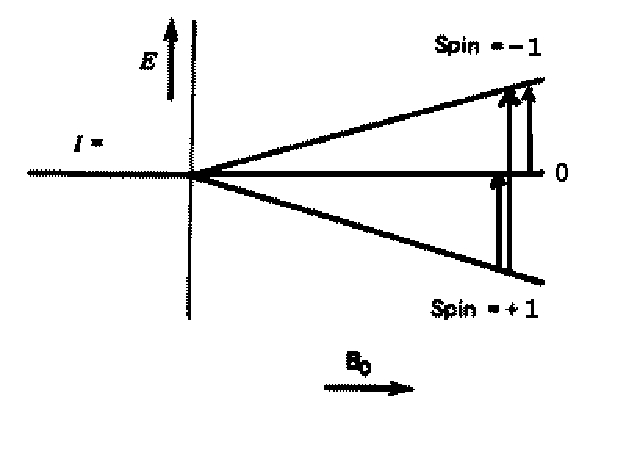 Spin = - 1
E
I =
0
Spin = + 1
B0